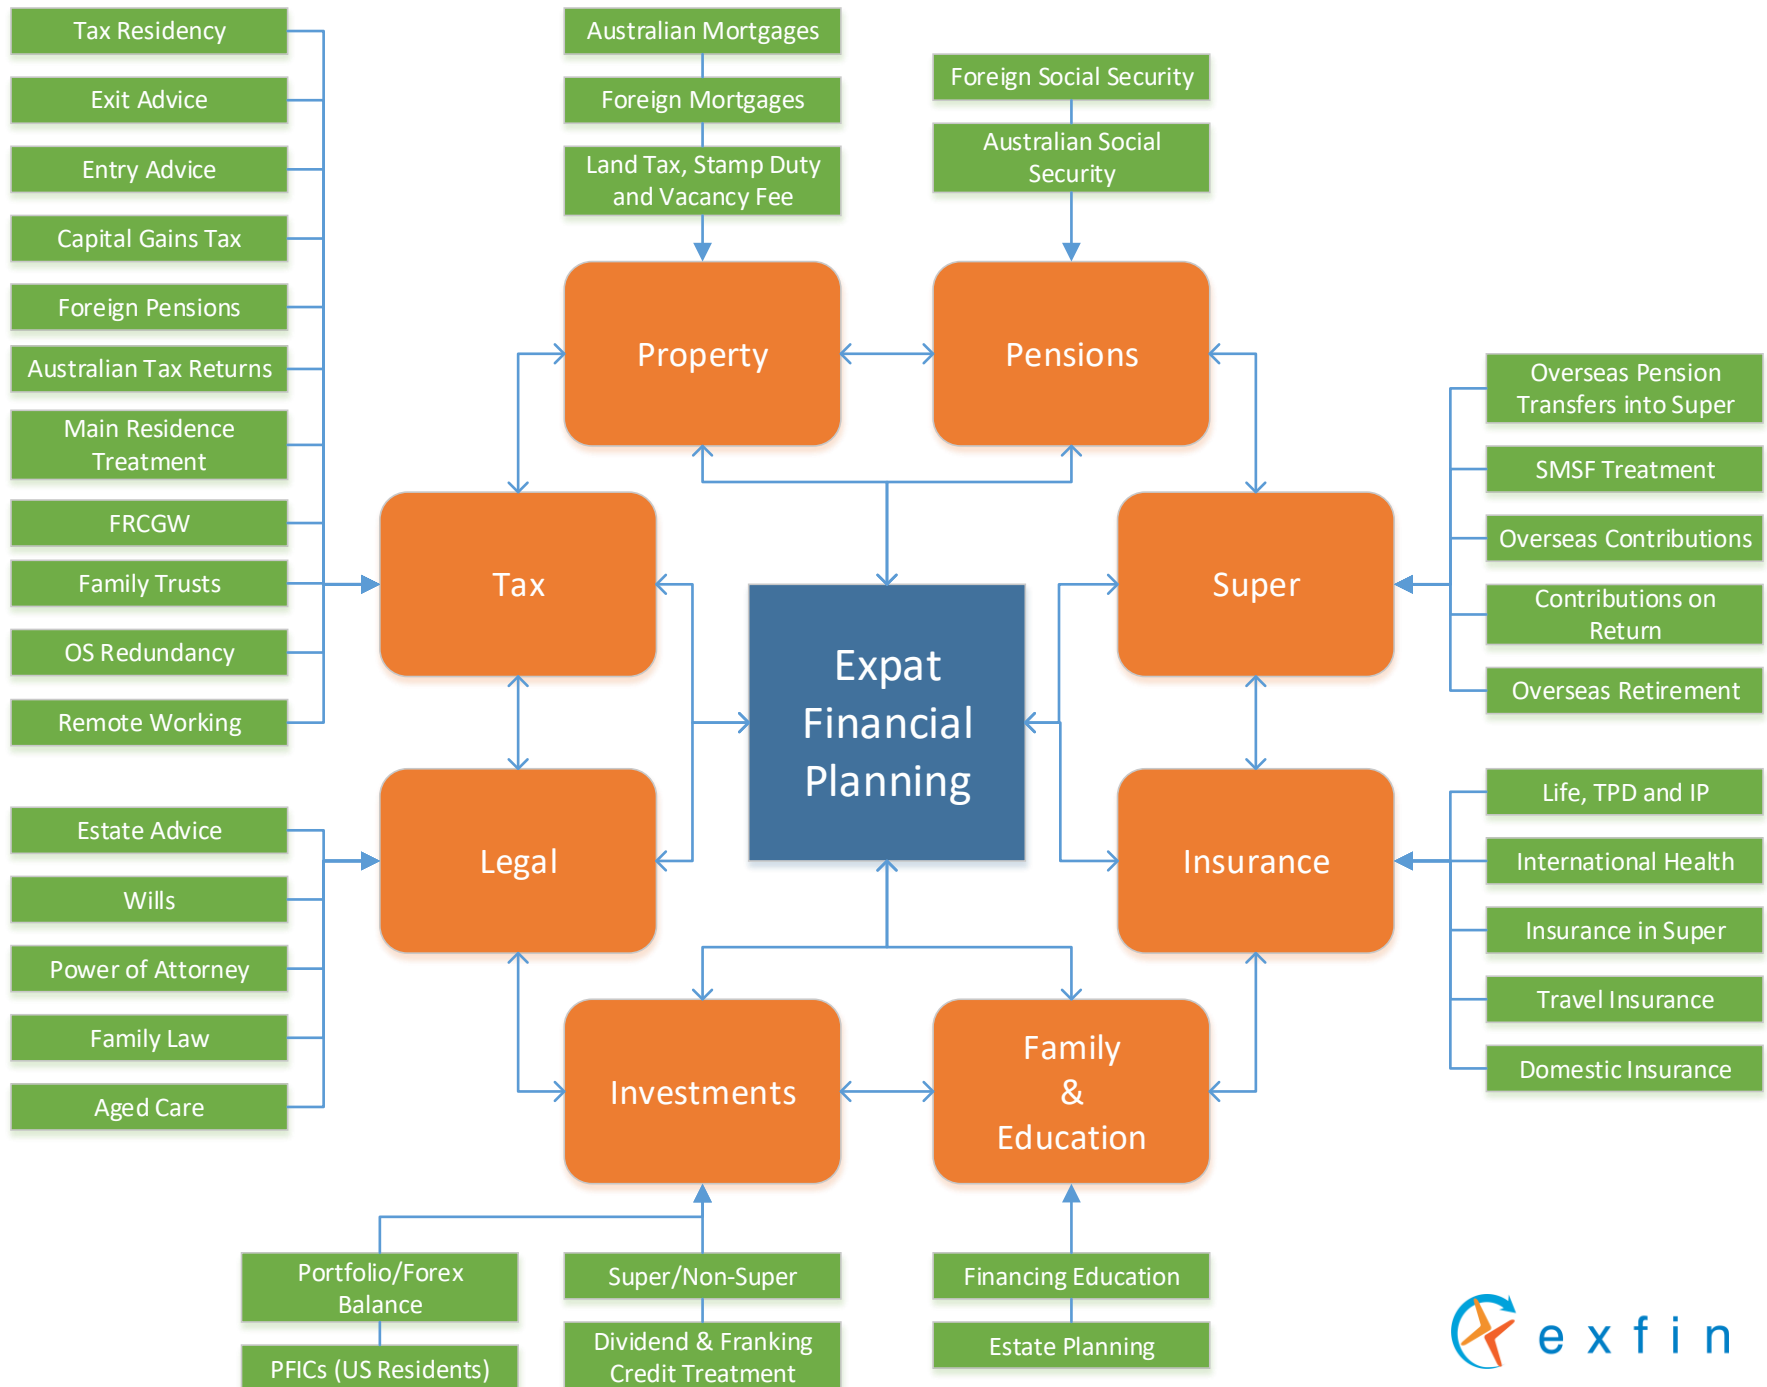 Tax Residency
Exit Advice
Entry Advice
Capital Gains Tax
Foreign Pensions
Australian Tax Returns
Main Residence
Treatment
FRCGW
Family Trusts
OS Redundancy
Remote Working
Estate Advice
Wills
Power of Attorney
Family Law
Aged Care
Australian Mortgages
Foreign Mortgages
Land Tax, Stamp Duty
and Vacancy Fee
Foreign Social Security
Australian Social
Security
Property
Pensions
Tax
Super
Expat
Financial
Planning
Legal
Insurance
Investments
Family
&
Education
Overseas Pension
Transfers into Super
SMSF Treatment
Overseas Contributions
Contributions on
Return
Overseas Retirement
Life, TPD and IP
International Health
Insurance in Super
Travel Insurance
Domestic Insurance
Portfolio/Forex
Balance
PFICs (US Residents)
Super/Non-Super
Dividend & Franking
Credit Treatment
Financing Education
Estate Planning
exfin